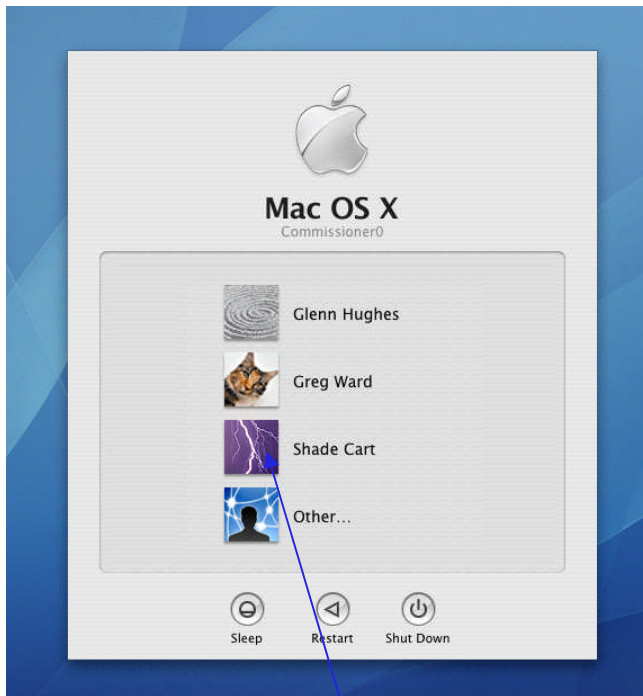 Mac OS X
Commissioner0
Glenn Hughes
Greg Ward
Shade Cart
Other...
Sleep Restart Shut Down